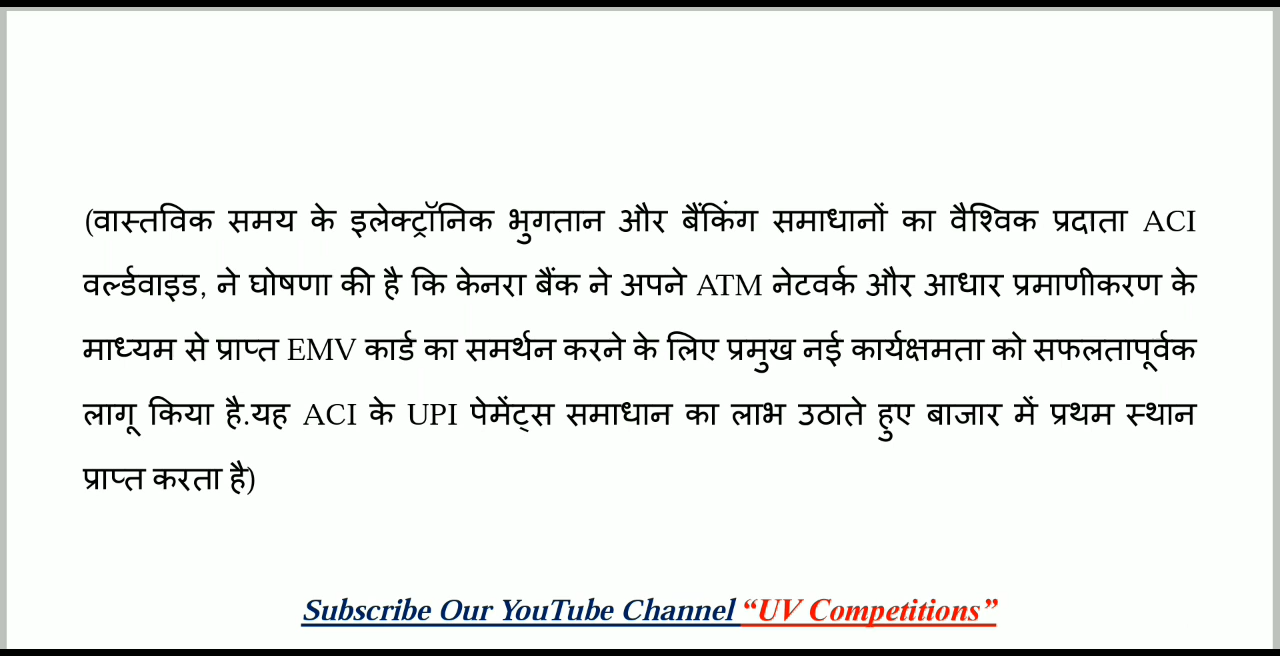 (वास्तविक समय के इलेक्ट्रॉनिक भुगतान और बैंकिंग समाधानों का वैश्विक प्रदाता ACI
वर्ल्डवाइड, ने घोषणा की है कि केनरा बैंक ने अपने ATM नेटवर्क और आधार प्रमाणीकरण के
माध्यम से प्राप्त EMV कार्ड का समर्थन करने के लिए प्रमुख नई कार्यक्षमता को सफलतापूर्वक
लागू किया है.यह ACI के UPI पेमेंट्स समाधान का लाभ उठाते हुए बाजार में प्रथम स्थान
प्राप्त करता है)
Subscribe Our YouTube Channel “UV Competitions”